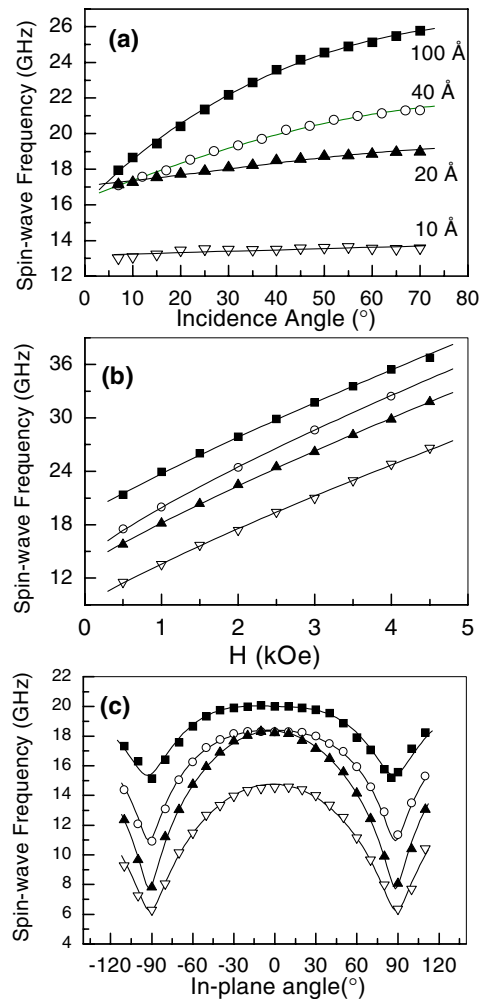 (a)
Spin-wave Frequency (GHz)
26
24
22
20
18
16
14
12
100 Å
40 Å
20 Å
10 Å
0 10 20 30 40 50 60 70 80
Incidence Angle (°)
(b)
Spin-wave Frequency (GHz)
36
30
24
18
12
0 1 2 3 4 5
H (kOe)
(c)
Spin-wave Frequency (GHz)
22
20
18
16
14
12
10
8
6
4
-120 -90 -60 -30 0 30 60 90 120
In-plane angle(°)